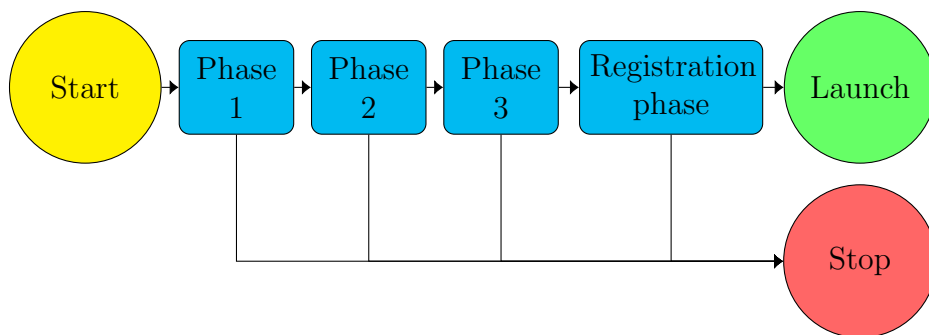 Start
Phase
1
Phase
2
Phase
3
Registration
phase
Launch
Stop